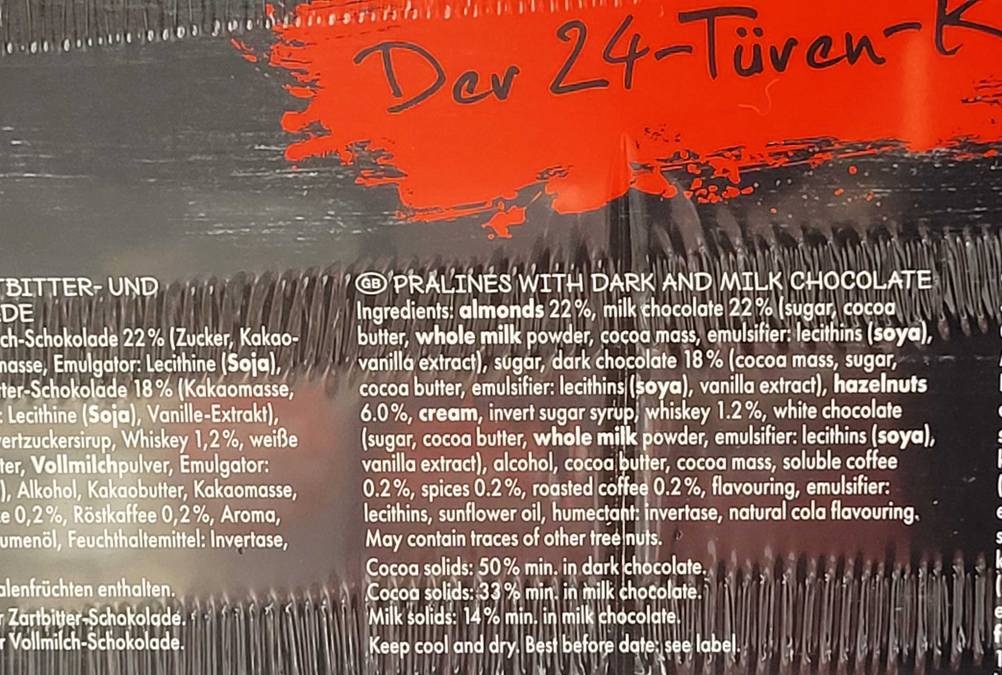 Der 24-Türen-K
TBITTER- UND
DE
ch-Schokolade 22% (Zucker, Kakao-
masse, Emulgator: Lecithine (Soja),
ter-Schokolade 18% (Kakaomasse,
: Lecithine (Soja), Vanille-Extrakt),
vertzuckersirup, Whiskey 1,2%, weiße
ter, Vollmilchpulver, Emulgator:
), Alkohol, Kakaobutter, Kakaomasse,
e 0,2%, Röstkaffee 0,2%, Aroma,
umenöl, Feuchthaltemittel: Invertase,
alenfrüchten enthalten.
r Zartbitter-Schokolade.
r Vollmilch-Schokolade.
GB PRALINES WITH DARK AND MILK CHOCOLATE
Ingredients: almonds 22%, milk chocolate 22% (sugar, cocoa
butter, whole milk powder, cocoa mass, emulsifier: lecithins (soya),
vanilla extract), sugar, dark chocolate 18% (cocoa mass, sugar,
cocoa butter, emulsifier: lecithins (soya), vanilla extract), hazelnuts
6.0%, cream, invert sugar syrup, whiskey 1.2%, white chocolate
(sugar, cocoa butter, whole milk powder, emulsifier: lecithins (soya),
vanilla extract), alcohol, cocoa butter, cocoa mass, soluble coffee
0.2%, spices 0.2%, roasted coffee 0.2%, flavouring, emulsifier:
lecithins, sunflower oil, humectant: invertase, natural cola flavouring.
May contain traces of other tree nuts.
Cocoa solids: 50% min. in dark chocolate.
Cocoa solids: 33% min. in milk chocolate.
Milk solids: 14% min. in milk chocolate.
Keep cool and dry. Best before date: see label.